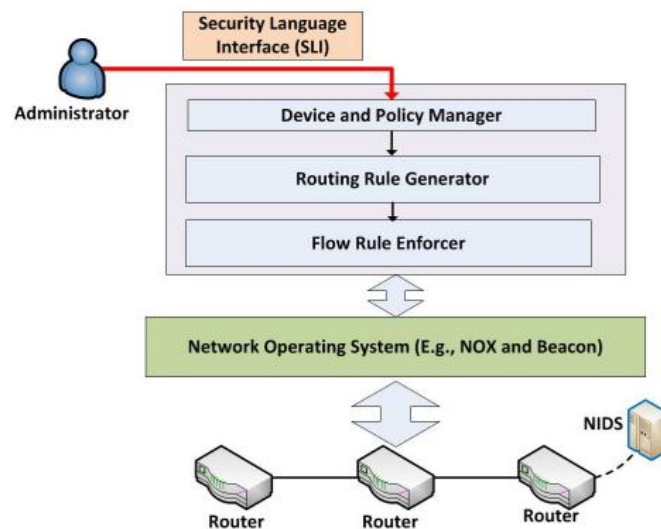 Security Language
Interface (SLI)
Administrator
Device and Policy Manager
Routing Rule Generator
Flow Rule Enforcer
Network Operating System (E.g., NOX and Beacon)
NIDS
Router
Router
Router